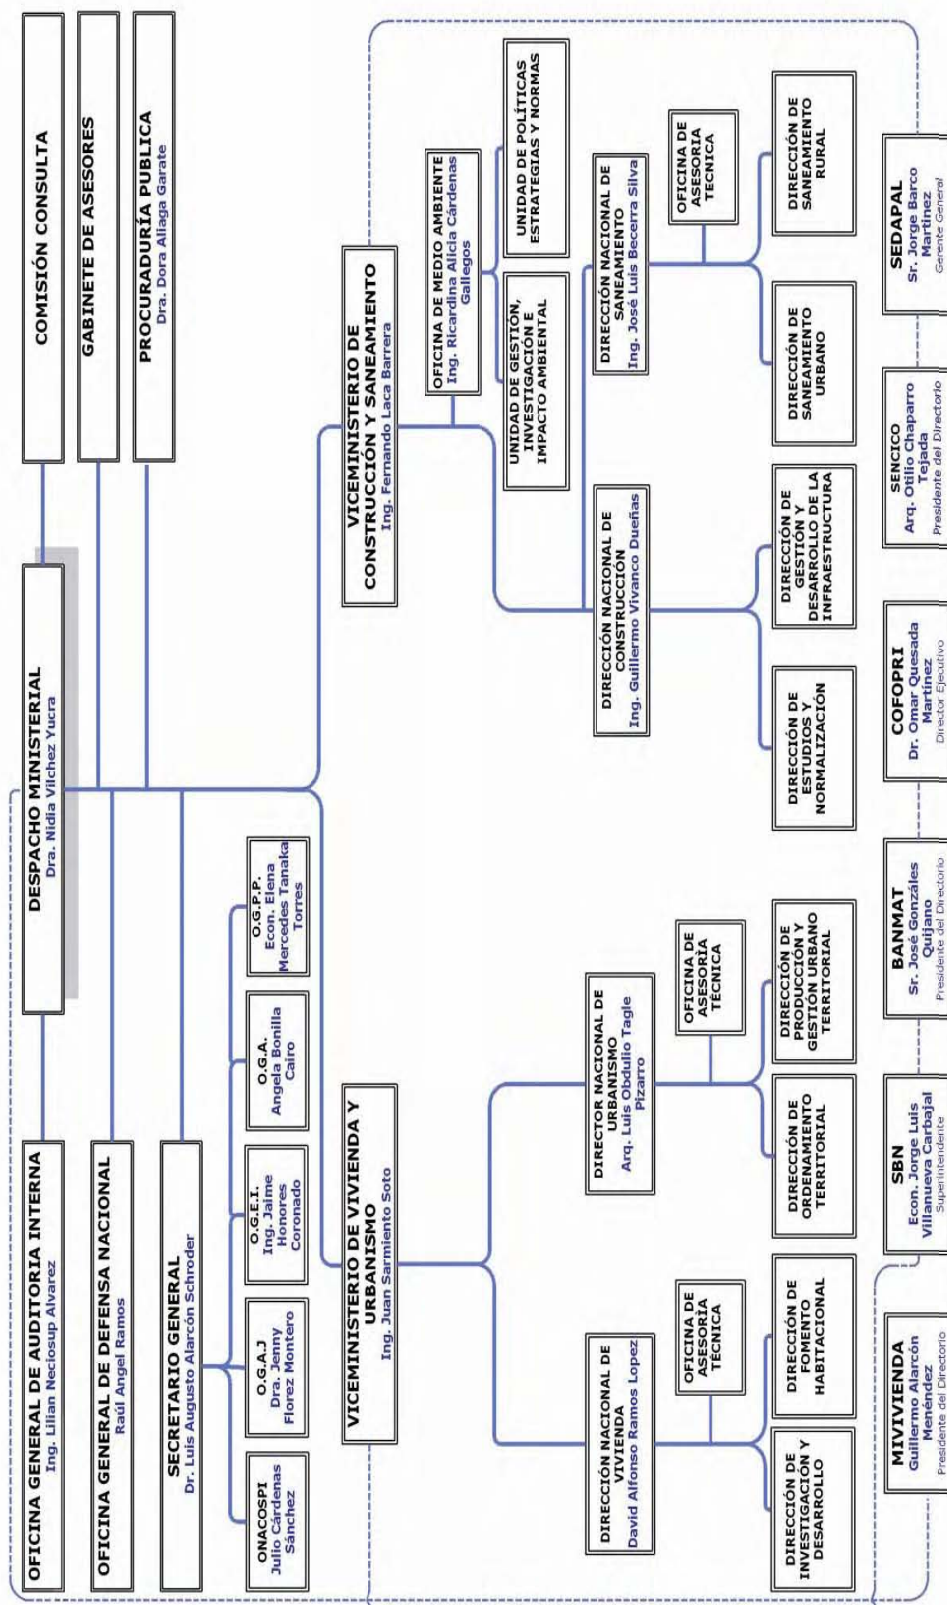 DESPACHO MINISTERIAL
Dra. Nidia Vilchez Yucra
OFICINA GENERAL DE AUDITORIA INTERNA
Ing. Lilian Neciosup Alvarez
COMISIÓN CONSULTA
OFICINA GENERAL DE DEFENSA NACIONAL
Raúl Angel Ramos
GABINETE DE ASESORES
SECRETARIO GENERAL
Dr. Luis Augusto Alarcón Schroder
PROCURADURÍA PUBLICA
Dra. Dora Aliaga Garate
ONACOSPI
Julio Cárdenas
Sánchez
O.G.A.J
Dra. Jenny
Florez Montero
O.G.E.I.
Ing. Jaime
Honores
Coronado
O.G.A.
Angela Bonilla
Cairo
O.G.P.P.
Econ. Elena
Mercedes Tanaka
Torres
VICEMINISTERIO DE VIVIENDA Y
URBANISMO
Ing. Juan Sarmiento Soto
VICEMINISTERIO DE
CONSTRUCCIÓN Y SANEAMIENTO
Ing. Fernando Laca Barrera
OFICINA DE MEDIO AMBIENTE
Ing. Ricardina Alicia Cárdenas
Gallegos
UNIDAD DE GESTIÓN,
INVESTIGACIÓN E
IMPACTO AMBIENTAL
UNIDAD DE POLÍTICAS
ESTRATEGIAS Y NORMAS
DIRECCIÓN NACIONAL DE
VIVIENDA
David Alfonso Ramos Lopez
DIRECTOR NACIONAL DE
URBANISMO
Arq. Luis Obdulio Tagle
Pizarro
DIRECCIÓN NACIONAL DE
CONSTRUCCIÓN
Ing. Guillermo Vivanco Dueñas
DIRECCIÓN NACIONAL DE
SANEAMIENTO
Ing. José Luis Becerra Silva
OFICINA DE
ASESORÌA
TÉCNICA
OFICINA DE
ASESORÌA
TÉCNICA
OFICINA DE
ASESORIA
TECNICA
DIRECCIÓN DE
INVESTIGACIÓN Y
DESARROLLO
DIRECCIÓN DE
FOMENTO
HABITACIONAL
DIRECCIÓN DE
ORDENAMIENTO
TERRITORIAL
DIRECCIÓN DE
PRODUCCIÓN Y
GESTIÓN URBANO
TERRITORIAL
DIRECCIÓN DE
ESTUDIOS Y
NORMALIZACIÓN
DIRECCIÓN DE
GESTIÓN Y
DESARROLLO DE LA
INFRAESTRUCTURA
DIRECCIÓN DE
SANEAMIENTO
URBANO
DIRECCIÓN DE
SANEAMIENTO
RURAL
MIVIVIENDA
Guillermo Alarcón
Menéndez
Presidente del Directorio
SBN
Econ. Jorge Luis
Villanueva Carbajal
Superintendente
BANMAT
Sr. José Gonzáles
Quijano
Presidente del Directorio
COFOPRI
Dr. Omar Quesada
Martínez
Director Ejecutivo
SENCICO
Arq. Otilio Chaparro
Tejada
Presidente del Directorio
SEDAPAL
Sr. Jorge Barco
Martinez
Gerente General